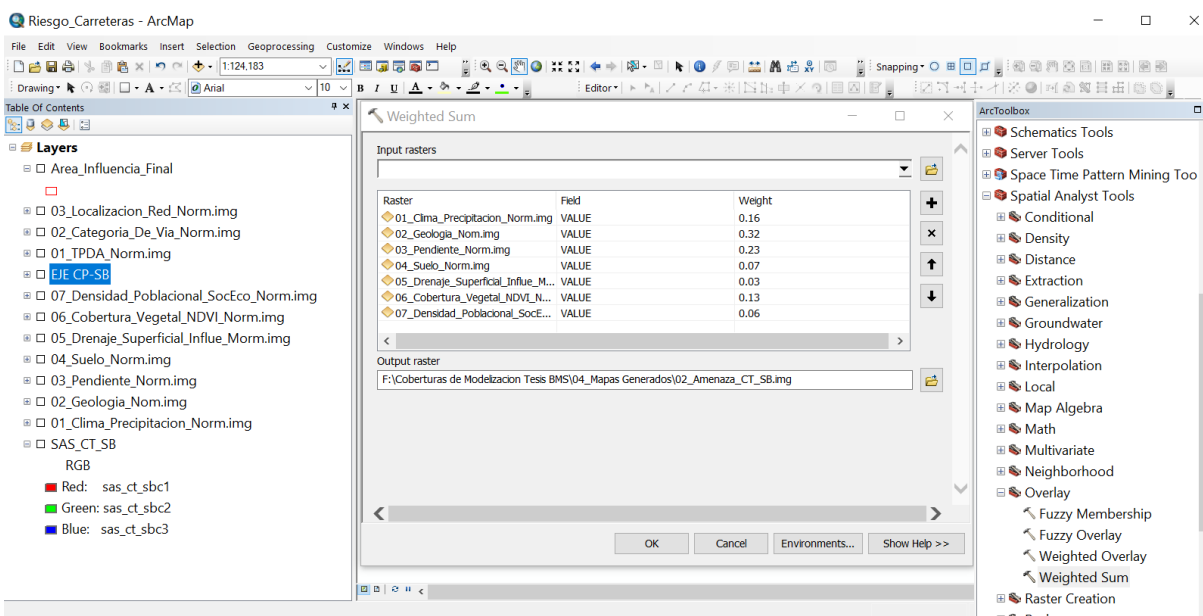 Riesgo_Carreteras - ArcMap
File Edit View Bookmarks Insert Selection Geoprocessing Customize Windows Help
1:124,183
Snapping
Drawing A Arial 10 B I U A
Editor
Table Of Contents
Layers
Area_Influencia_Final
03_Localizacion_Red_Norm.img
02_Categoria_De_Via_Norm.img
01_TPDA_Norm.img
EJE CP-SB
07_Densidad_Poblacional_SocEco_Norm.img
06_Cobertura_Vegetal_NDVI_Norm.img
05_Drenaje_Superficial_Influe_Morm.img
04_Suelo_Norm.img
03_Pendiente_Norm.img
02_Geologia_Nom.img
01_Clima_Precipitacion_Norm.img
SAS_CT_SB
RGB
Red: sas_ct_sbc1
Green: sas_ct_sbc2
Blue: sas_ct_sbc3
Weighted Sum
Input rasters
Raster Field Weight
01_Clima_Precipitacion_Norm.img VALUE 0.16
02_Geologia_Nom.img VALUE 0.32
03_Pendiente_Norm.img VALUE 0.23
04_Suelo_Norm.img VALUE 0.07
05_Drenaje_Superficial_Influe_M... VALUE 0.03
06_Cobertura_Vegetal_NDVI_N... VALUE 0.13
07_Densidad_Poblacional_SocE... VALUE 0.06
Output raster
F:\Coberturas de Modelizacion Tesis BMS\04_Mapas Generados\02_Amenaza_CT_SB.img
OK Cancel Environments... Show Help >>
ArcToolbox
Schematics Tools
Server Tools
Space Time Pattern Mining Too
Spatial Analyst Tools
Conditional
Density
Distance
Extraction
Generalization
Groundwater
Hydrology
Interpolation
Local
Map Algebra
Math
Multivariate
Neighborhood
Overlay
Fuzzy Membership
Fuzzy Overlay
Weighted Overlay
Weighted Sum
Raster Creation